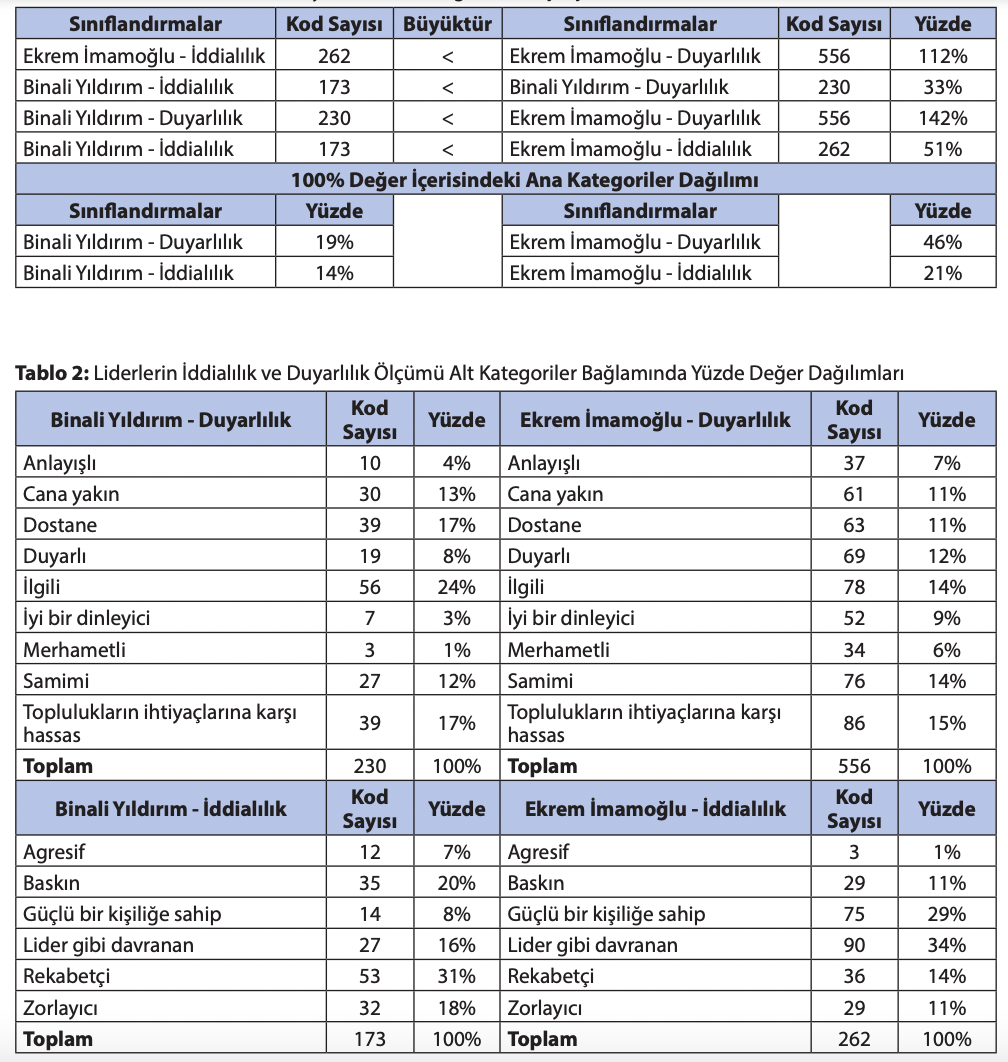 Sınıflandırmalar Kod Sayısı Büyüktür Sınıflandırmalar Kod Sayısı Yüzde
Ekrem İmamoğlu - İddialılık 262 < Ekrem İmamoğlu - Duyarlılık 556 112%
Binali Yıldırım - İddialılık 173 < Binali Yıldırım - Duyarlılık 230 33%
Binali Yıldırım - Duyarlılık 230 < Ekrem İmamoğlu - Duyarlılık 556 142%
Binali Yıldırım - İddialılık 173 < Ekrem İmamoğlu - İddialılık 262 51%
100% Değer İçerisindeki Ana Kategoriler Dağılımı
Sınıflandırmalar Yüzde Sınıflandırmalar Yüzde
Binali Yıldırım - Duyarlılık 19% Ekrem İmamoğlu - Duyarlılık 46%
Binali Yıldırım - İddialılık 14% Ekrem İmamoğlu - İddialılık 21%
Tablo 2: Liderlerin İddialılık ve Duyarlılık Ölçümü Alt Kategoriler Bağlamında Yüzde Değer Dağılımları
Binali Yıldırım - Duyarlılık Kod Sayısı Yüzde Ekrem İmamoğlu - Duyarlılık Kod Sayısı Yüzde
Anlayışlı 10 4% Anlayışlı 37 7%
Cana yakın 30 13% Cana yakın 61 11%
Dostane 39 17% Dostane 63 11%
Duyarlı 19 8% Duyarlı 69 12%
İlgili 56 24% İlgili 78 14%
İyi bir dinleyici 7 3% İyi bir dinleyici 52 9%
Merhametli 3 1% Merhametli 34 6%
Samimi 27 12% Samimi 76 14%
Toplulukların ihtiyaçlarına karşı hassas 39 17% Toplulukların ihtiyaçlarına karşı hassas 86 15%
Toplam 230 100% Toplam 556 100%
Binali Yıldırım - İddialılık Kod Sayısı Yüzde Ekrem İmamoğlu - İddialılık Kod Sayısı Yüzde
Agresif 12 7% Agresif 3 1%
Baskın 35 20% Baskın 29 11%
Güçlü bir kişiliğe sahip 14 8% Güçlü bir kişiliğe sahip 75 29%
Lider gibi davranan 27 16% Lider gibi davranan 90 34%
Rekabetçi 53 31% Rekabetçi 36 14%
Zorlayıcı 32 18% Zorlayıcı 29 11%
Toplam 173 100% Toplam 262 100%